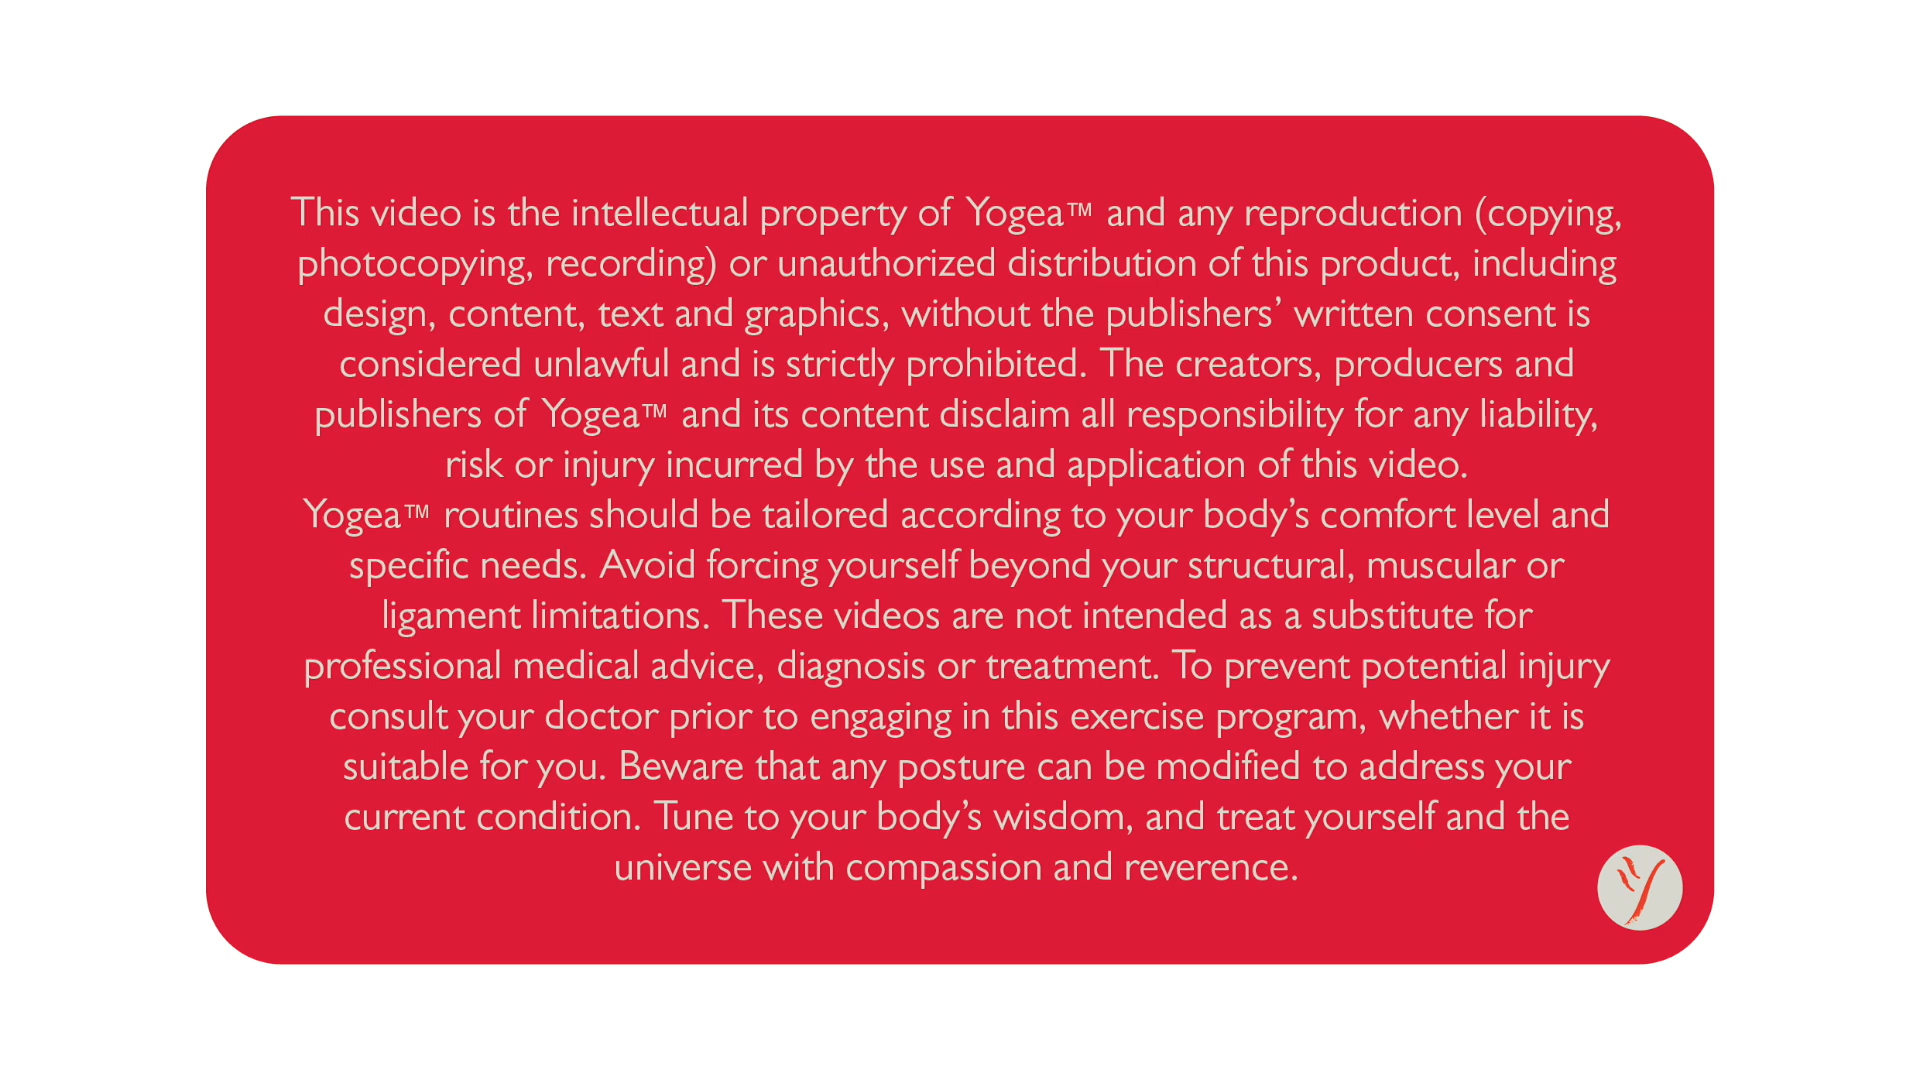 This video is the intellectual property of Yogea™ and any reproduction (copying,
photocopying, recording) or unauthorized distribution of this product, including
design, content, text and graphics, without the publishers’ written consent is
considered unlawful and is strictly prohibited. The creators, producers and
publishers of Yogea™ and its content disclaim all responsibility for any liability,
risk or injury incurred by the use and application of this video.
Yogea™ routines should be tailored according to your body’s comfort level and
specific needs. Avoid forcing yourself beyond your structural, muscular or
ligament limitations. These videos are not intended as a substitute for
professional medical advice, diagnosis or treatment. To prevent potential injury
consult your doctor prior to engaging in this exercise program, whether it is
suitable for you. Beware that any posture can be modified to address your
current condition. Tune to your body’s wisdom, and treat yourself and the
universe with compassion and reverence.